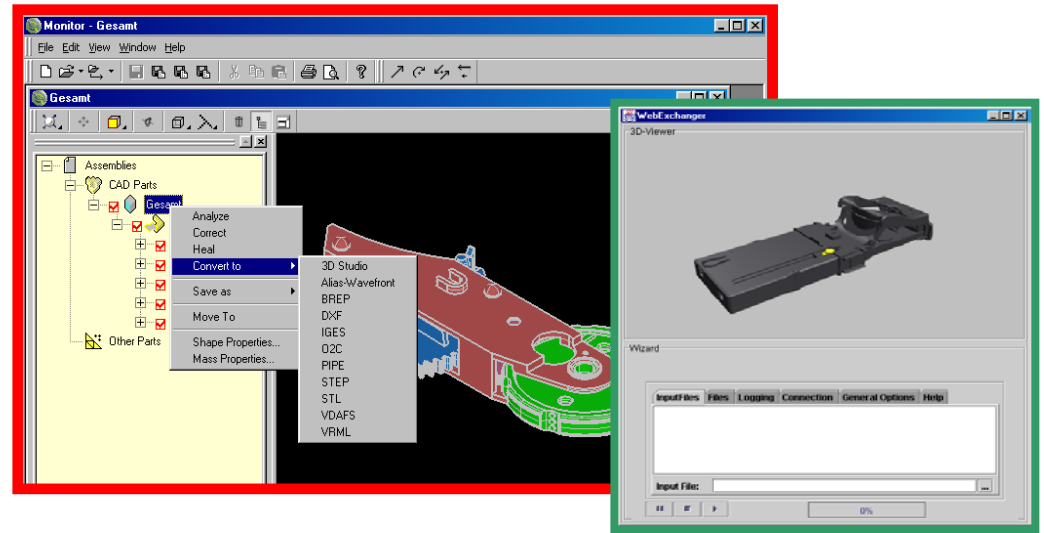 Monitor - Gesamt
File Edit View Window Help
Gesamt
Assemblies
CAD Parts
Gesamt
Other Parts
Analyze
Correct
Heal
Convert to
Save as
Move To
Shape Properties...
Mass Properties...
3D Studio
Alias-Wavefront
BREP
DXF
IGES
O2C
PIPE
STEP
STL
VDAFS
VRML
WebExchanger
3D-Viewer
Wizard
InputFiles Files Logging Connection General Options Help
Input File: ...
0%